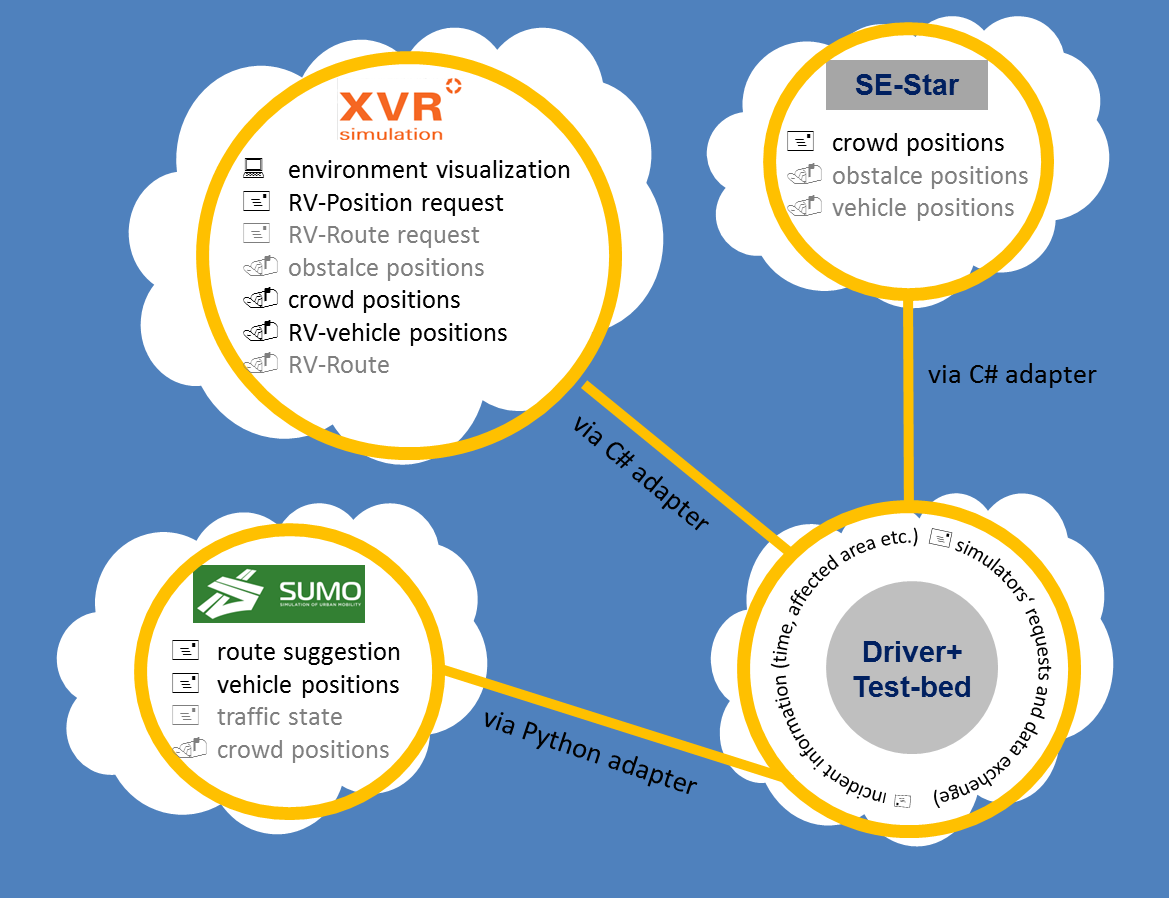 XVR
simulation
environment visualization
RV-Position request
RV-Route request
obstalce positions
crowd positions
RV-vehicle positions
RV-Route
SE-Star
crowd positions
obstalce positions
vehicle positions
via C# adapter
via C# adapter
SUMO
SIMULATION OF URBAN MOBILITY
route suggestion
vehicle positions
traffic state
crowd positions
via Python adapter
incident information (time, affected area etc.)
simulators‘ requests and data exchange)
Driver+
Test-bed